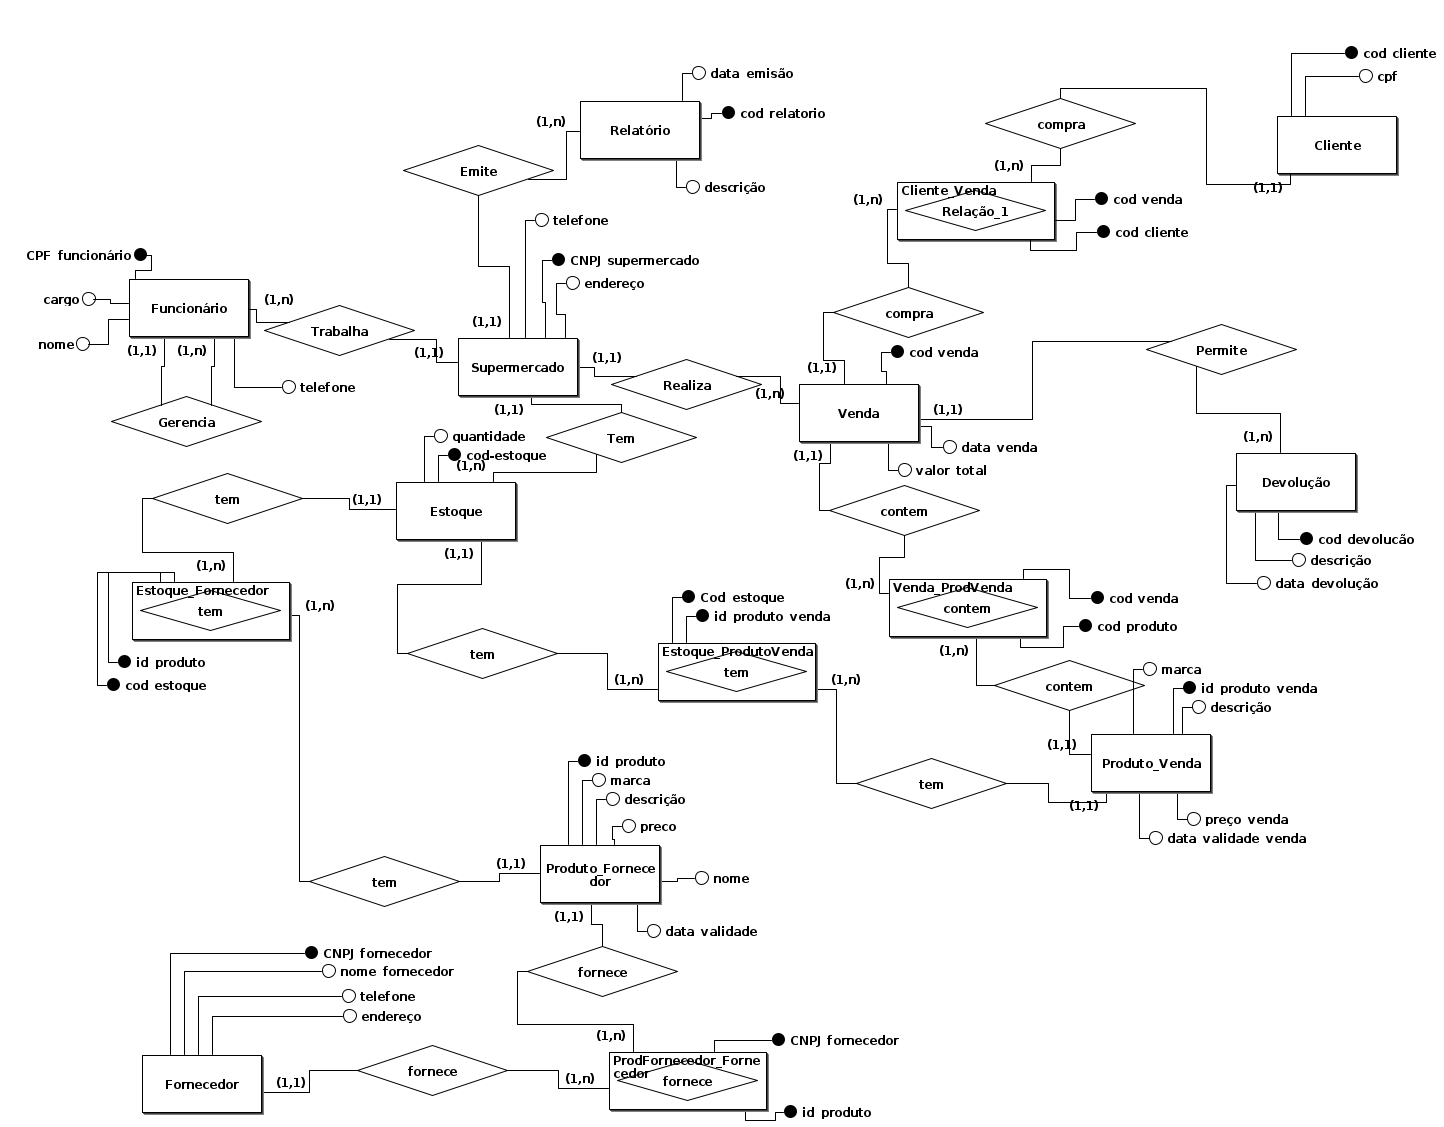 cod cliente
cpf
data emisão
Relatório
cod relatorio
(1,n)
descrição
Emite
compra
Cliente
(1,1)
(1,n)
Cliente_Venda
Relação_1
(1,n)
cod venda
cod cliente
telefone
CNPJ supermercado
endereço
CPF funcionário
cargo
nome
Funcionário
(1,n)
Trabalha
(1,1)
(1,1)
Supermercado
(1,1)
(1,1)
(1,n)
telefone
Gerencia
(1,1)
Realiza
(1,n)
compra
(1,1)
cod venda
Venda
(1,1)
Permite
(1,n)
data venda
valor total
(1,1)
Devolução
cod devolucão
descrição
data devolução
(1,1)
Tem
quantidade
cod-estoque
(1,n)
Estoque
tem
(1,1)
(1,1)
contem
(1,n)
Venda_ProdVenda
contem
cod venda
cod produto
(1,n)
(1,n)
Estoque_Fornecedor
tem
(1,n)
id produto
cod estoque
tem
(1,n)
Cod estoque
id produto venda
Estoque_ProdutoVenda
tem
(1,n)
contem
marca
id produto venda
descrição
(1,1)
Produto_Venda
tem
(1,1)
preço venda
data validade venda
id produto
marca
descrição
preco
Produto_Fornece
dor
nome
data validade
tem
(1,1)
(1,1)
fornece
CNPJ fornecedor
nome fornecedor
telefone
endereço
Fornecedor
(1,1)
fornece
(1,n)
(1,n)
ProdFornecedor_Forne
cedor
fornece
CNPJ fornecedor
id produto